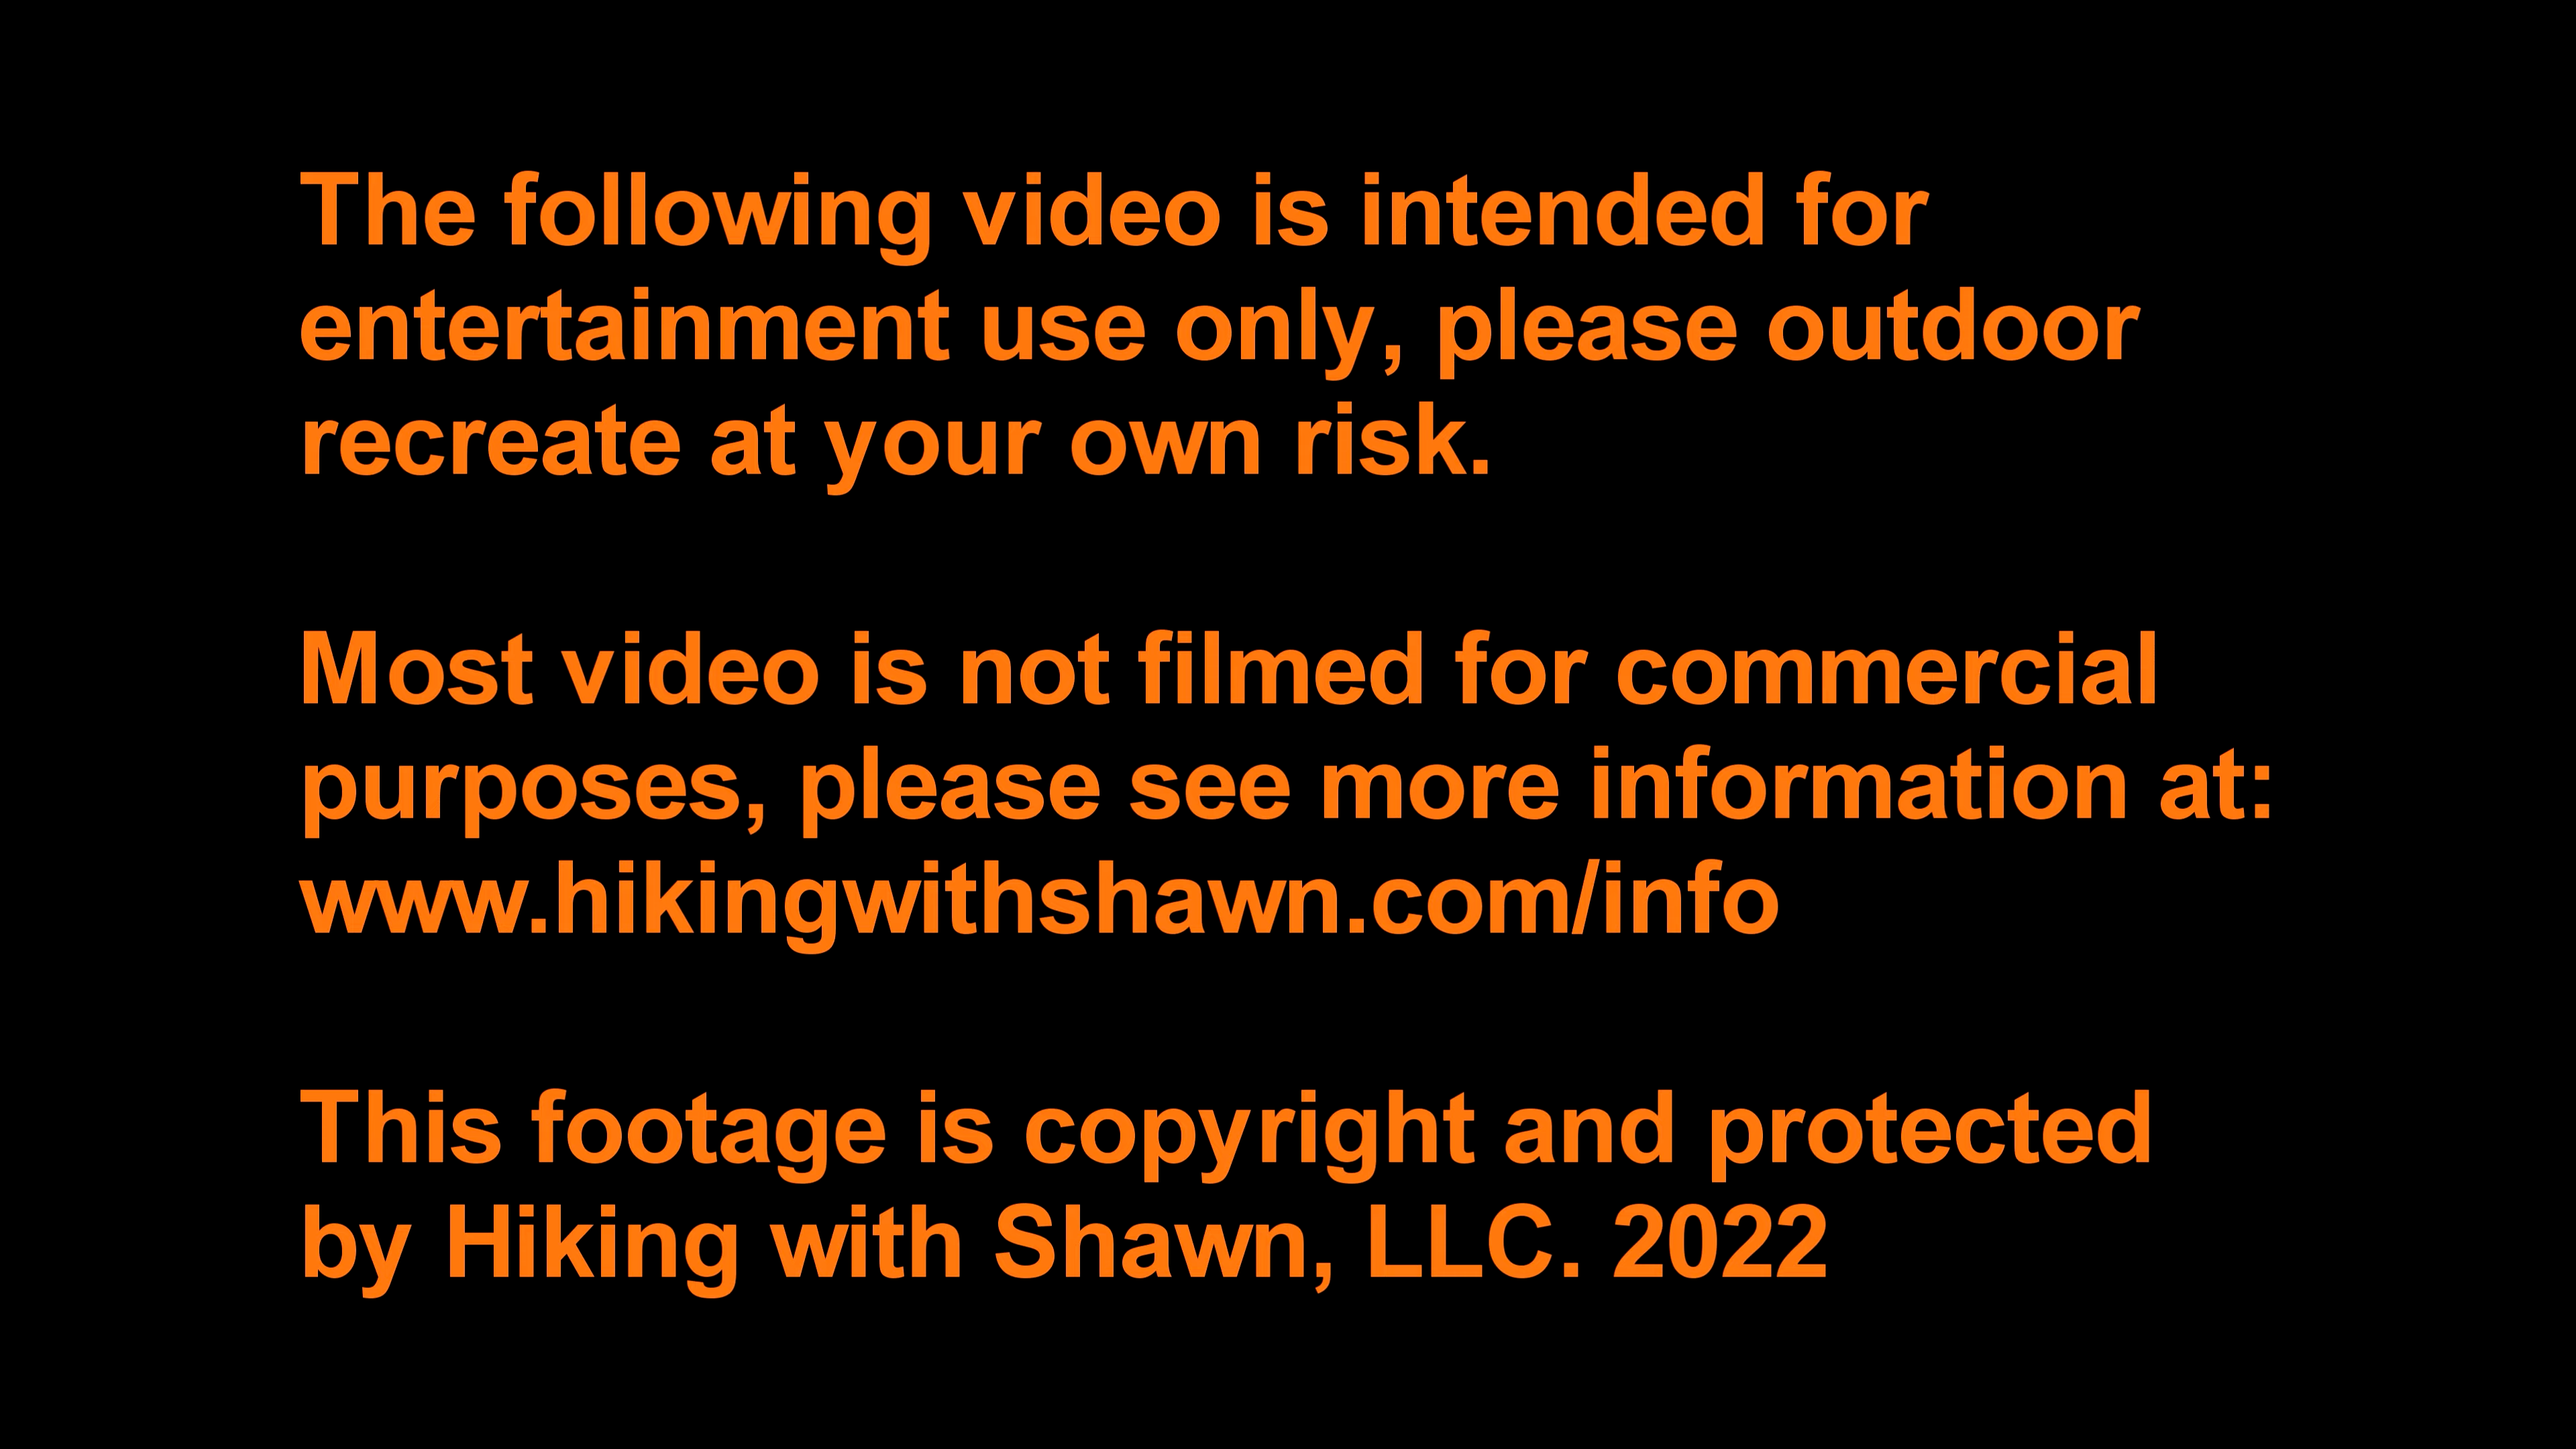 The following video is intended for
entertainment use only, please outdoor
recreate at your own risk.
Most video is not filmed for commercial
purposes, please see more information at:
www.hikingwithshawn.com/info
This footage is copyright and protected
by Hiking with Shawn, LLC. 2022